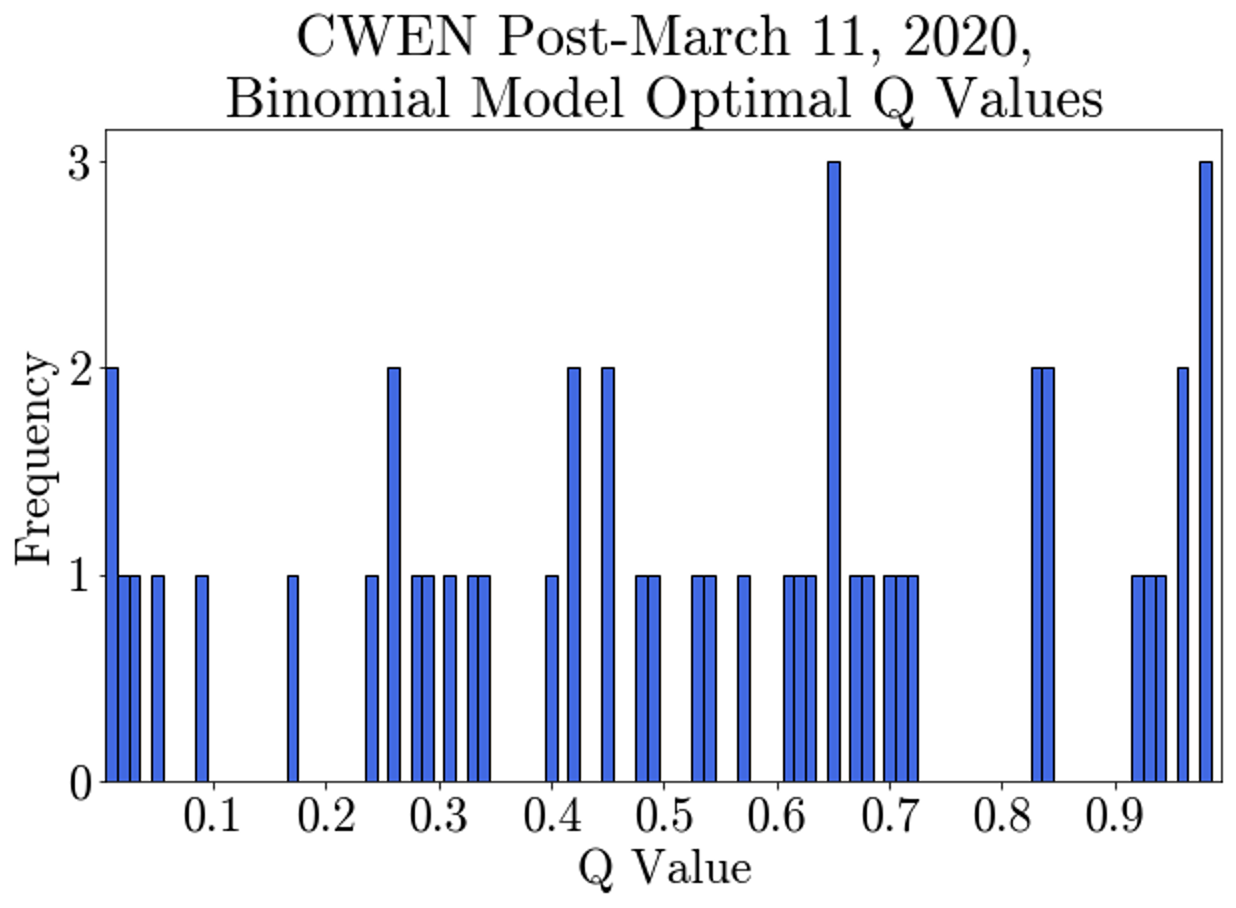 CWEN Post-March 11, 2020,
Binomial Model Optimal Q Values
3
2
1
0
Frequency
0.1 0.2 0.3 0.4 0.5 0.6 0.7 0.8 0.9
Q Value